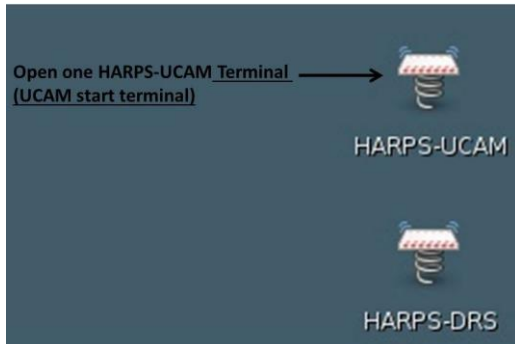 Open one HARPS-UCAM Terminal
(UCAM start terminal)
HARPS-UCAM
HARPS-DRS